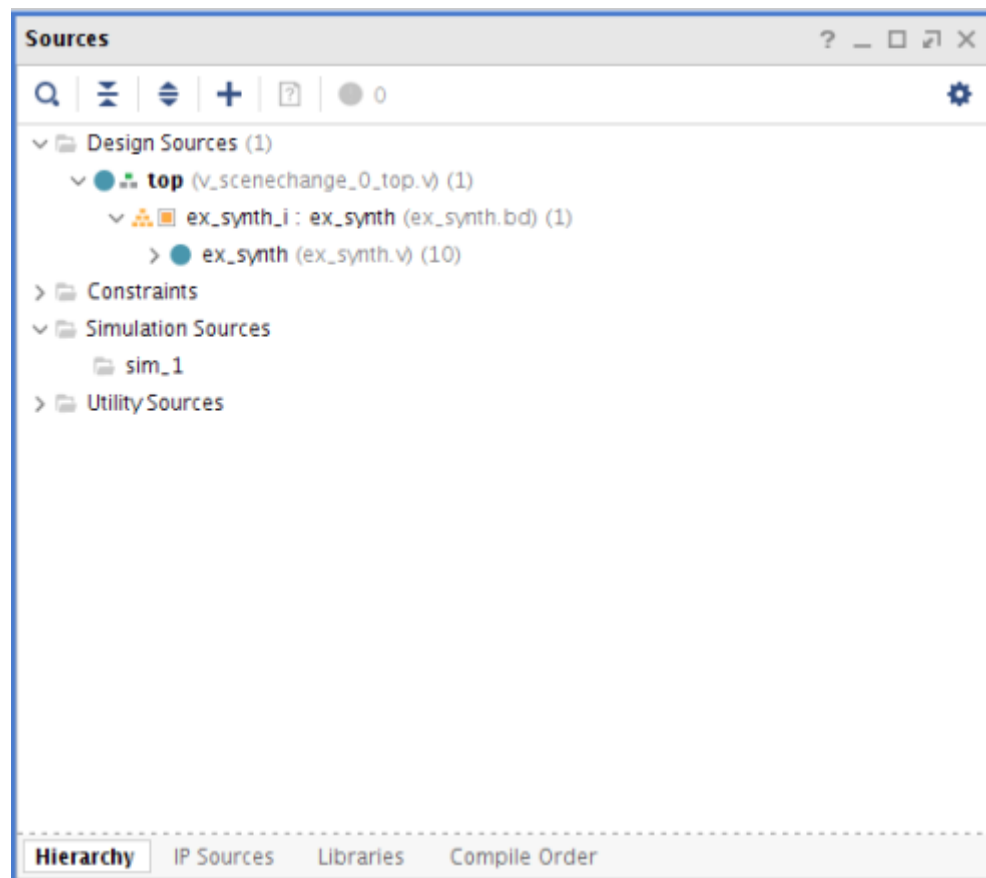 Sources
0
Design Sources (1)
top (v_scenechange_0_top.v) (1)
ex_synth_i : ex_synth (ex_synth.bd) (1)
ex_synth (ex_synth.v) (10)
Constraints
Simulation Sources
sim_1
Utility Sources
Hierarchy IP Sources Libraries Compile Order